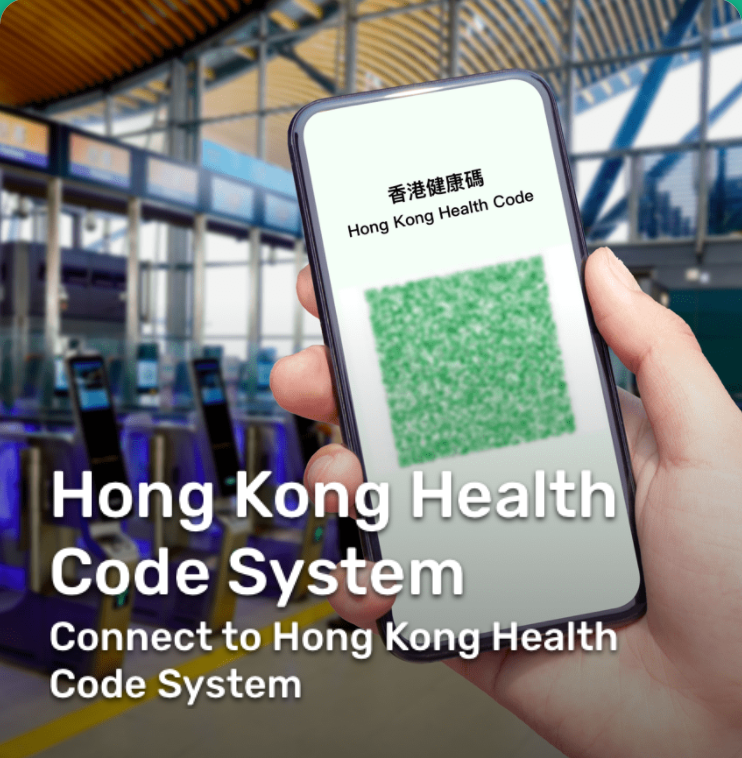 香港健康碼
Hong Kong Health Code
Hong Kong Health
Code System
Connect to Hong Kong Health
Code System